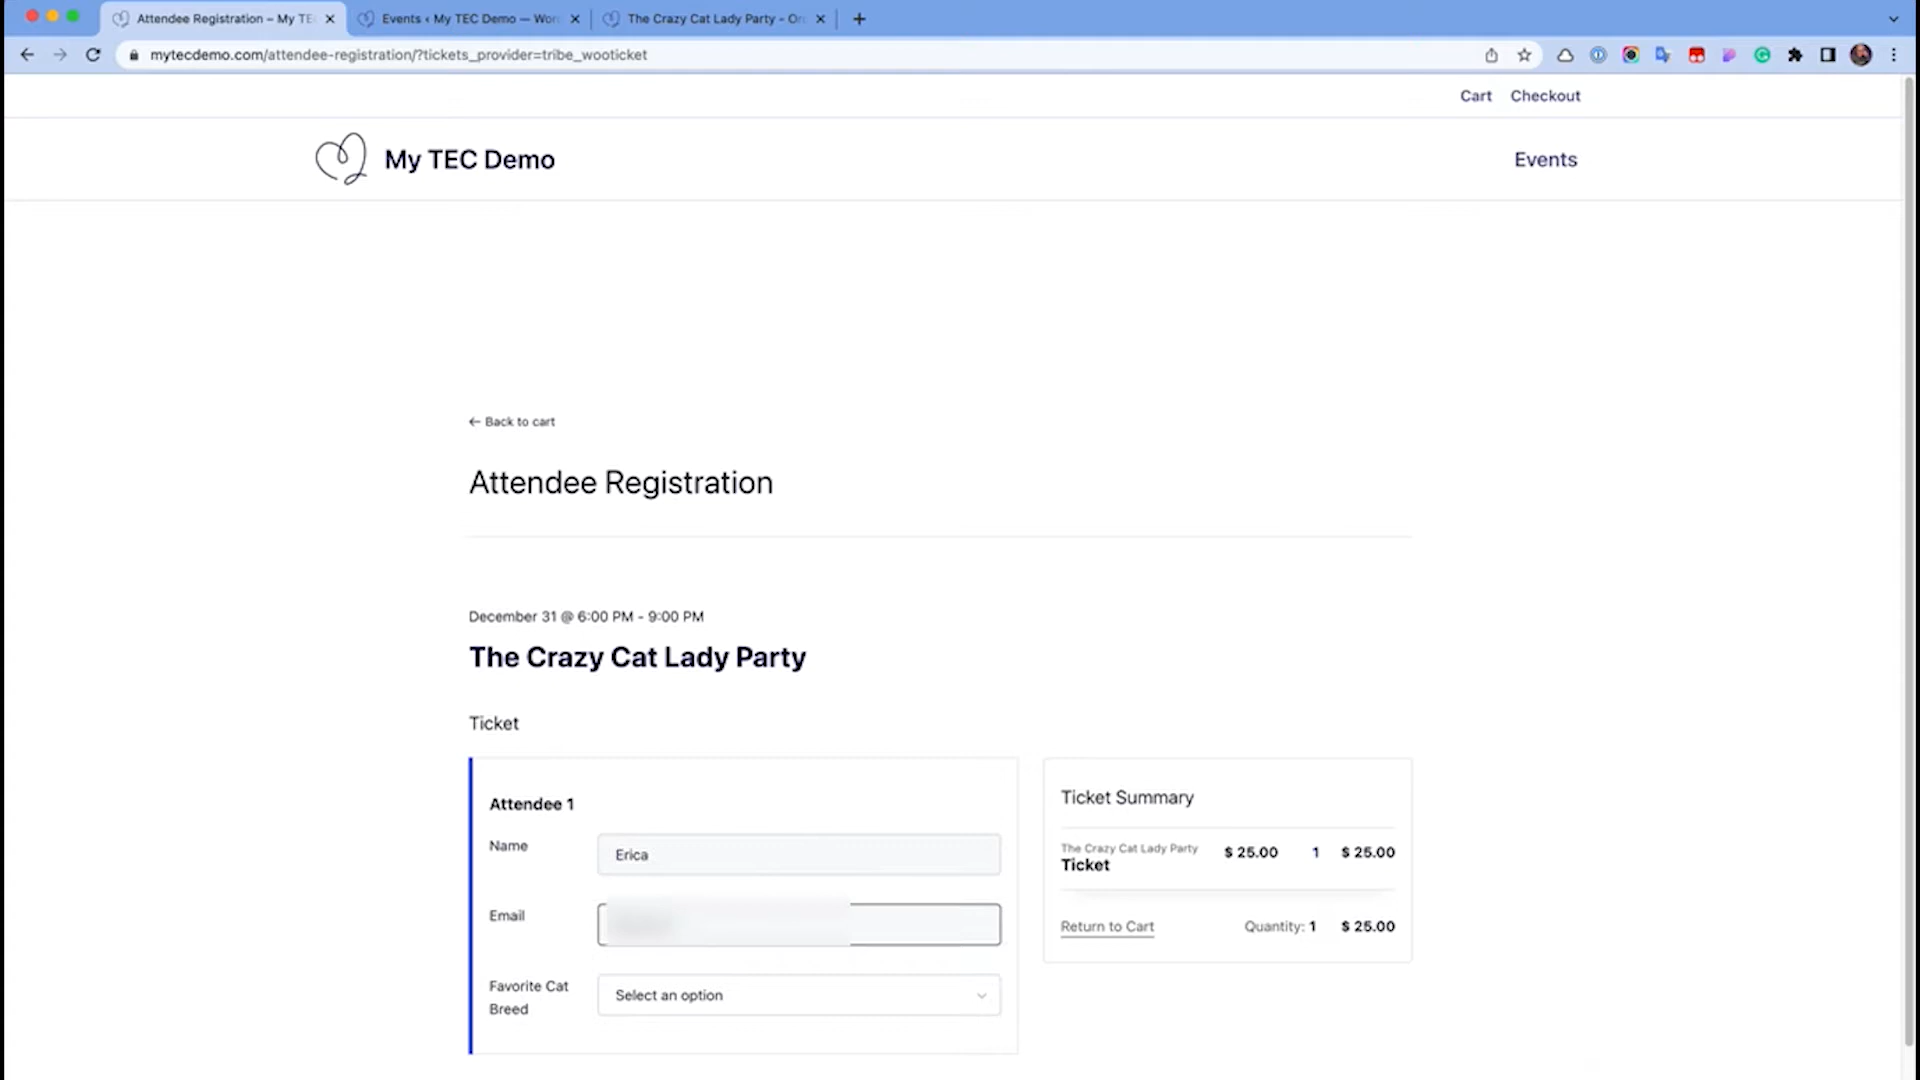 Attendee Registration – My TE
Events ‹ My TEC Demo — Wor
The Crazy Cat Lady Party - Or
mytecdemo.com/attendee-registration/?tickets_provider=tribe_wooticket
Cart
Checkout
My TEC Demo
Events
← Back to cart
Attendee Registration
December 31 @ 6:00 PM - 9:00 PM
The Crazy Cat Lady Party
Ticket
Attendee 1
Name
Erica
Email
Favorite Cat
Breed
Select an option
Ticket Summary
The Crazy Cat Lady Party
Ticket
$ 25.00
1
$ 25.00
Return to Cart
Quantity: 1
$ 25.00